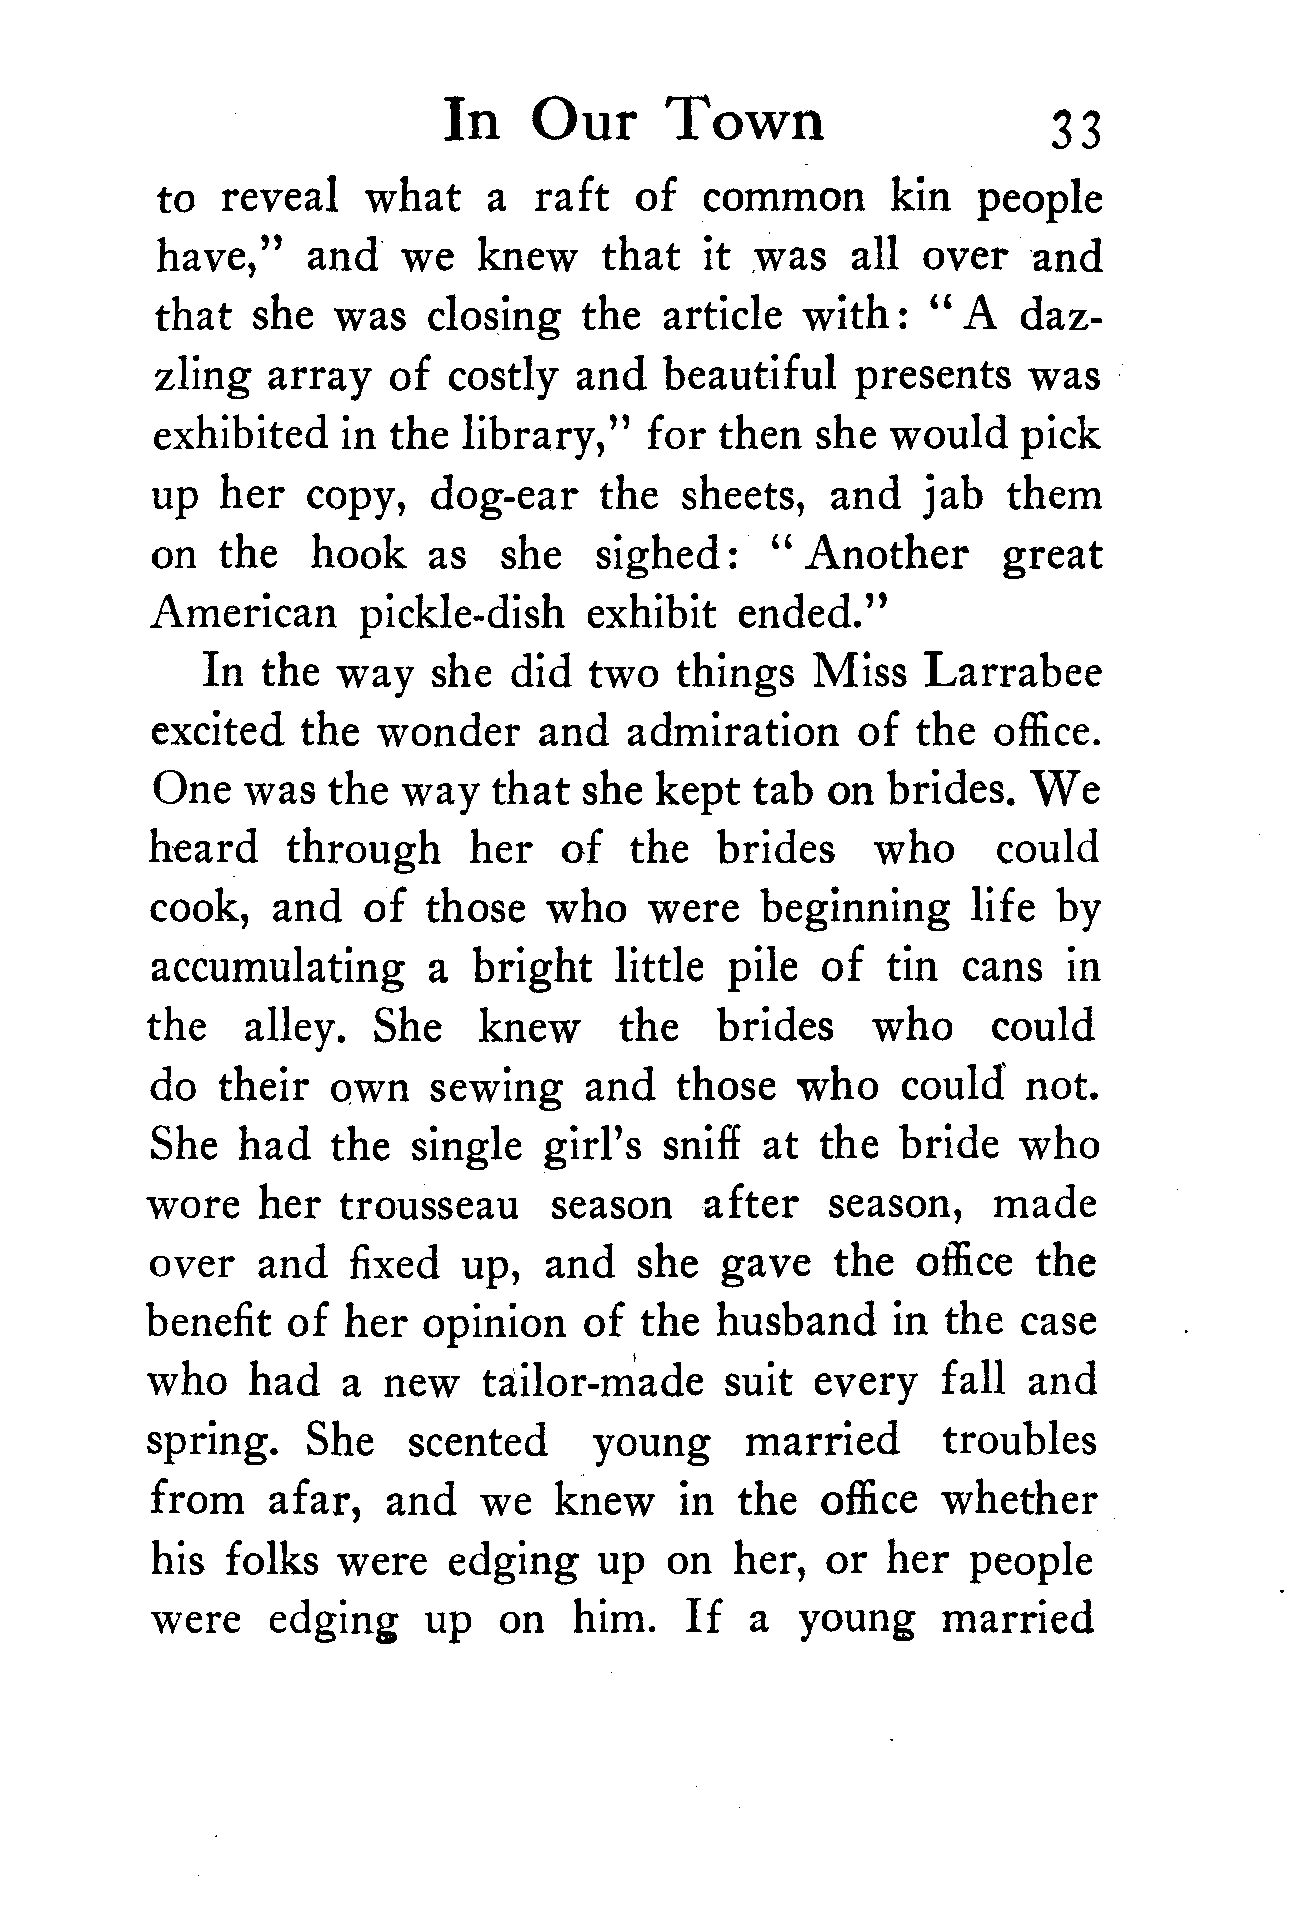 In Our Town 33
to reveal what a raft of common kin people
have,” and we knew that it was all over and
that she was closing the article with: “ A daz-
zling array of costly and beautiful presents was
exhibited in the library,” for then she would pick
up her copy, dog-ear the sheets, and jab them
on the hook as she sighed: “ Another great
American pickle-dish exhibit ended.”
In the way she did two things Miss Larrabee
excited the wonder and admiration of the office.
One was the way that she kept tab on brides. We
heard through her of the brides who could
cook, and of those who were beginning life by
accumulating a bright little pile of tin cans in
the alley. She knew the brides who could
do their own sewing and those who could not.
She had the single girl’s sniff at the bride who
wore her trousseau season after season, made
over and fixed up, and she gave the office the
benefit of her opinion of the husband in the case
who had a new tailor-made suit every fall and
spring. She scented young married troubles
from afar, and we knew in the office whether
his folks were edging up on her, or her people
were edging up on him. If a young married